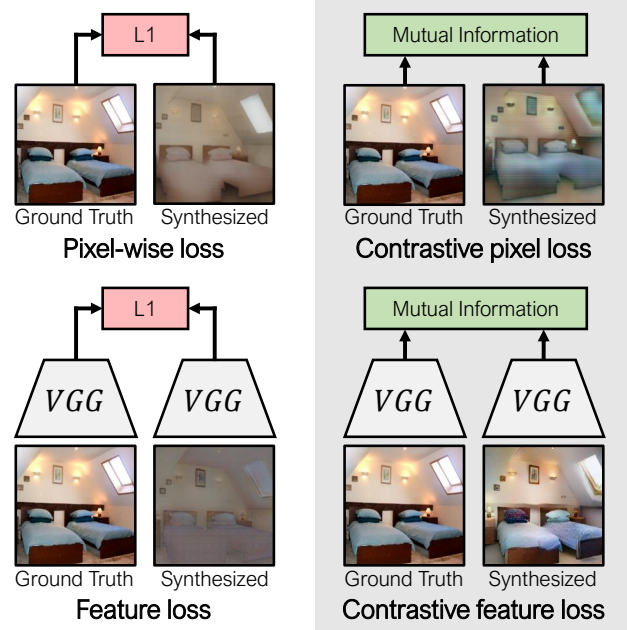 L1
Mutual Information
Ground Truth Synthesized
Ground Truth Synthesized
Pixel-wise loss
Contrastive pixel loss
L1
Mutual Information
VGG VGG
VGG VGG
Ground Truth Synthesized
Ground Truth Synthesized
Feature loss
Contrastive feature loss